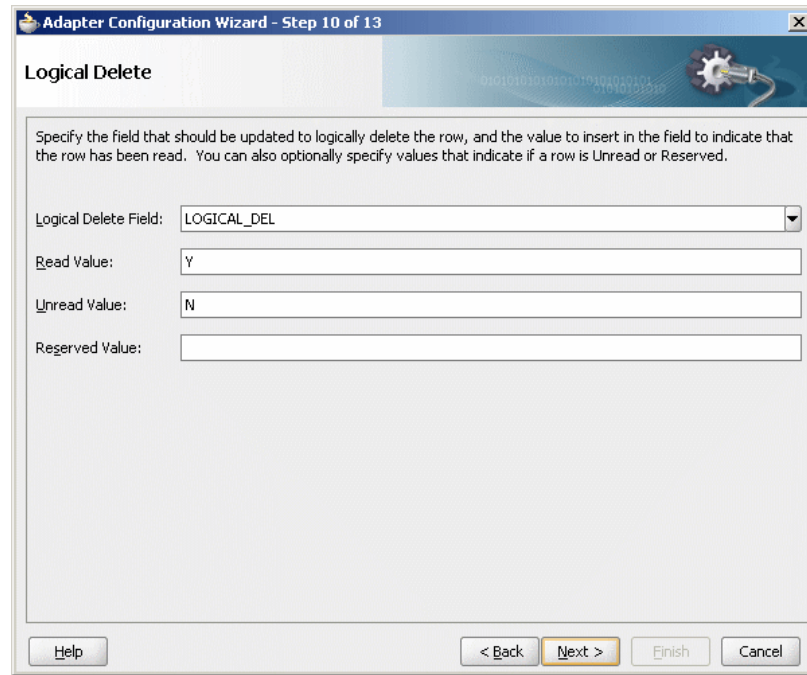 Adapter Configuration Wizard - Step 10 of 13
Logical Delete
Specify the field that should be updated to logically delete the row, and the value to insert in the field to indicate that
the row has been read. You can also optionally specify values that indicate if a row is Unread or Reserved.
Logical Delete Field: LOGICAL_DEL
Read Value: Y
Unread Value: N
Reserved Value:
Help < Back Next > Finish Cancel